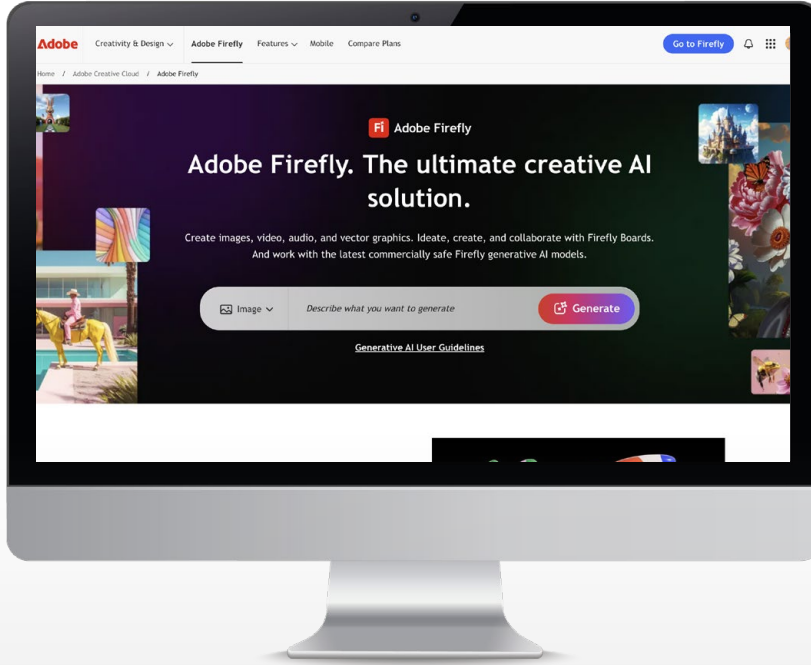 Adobe Creativity & Design Adobe Firefly Features Mobile Compare Plans Go to Firefly
Home / Adobe Creative Cloud / Adobe Firefly
Fi Adobe Firefly
Adobe Firefly. The ultimate creative AI
solution.
Create images, video, audio, and vector graphics. Ideate, create, and collaborate with Firefly Boards.
And work with the latest commercially safe Firefly generative AI models.
Image Describe what you want to generate Generate
Generative AI User Guidelines